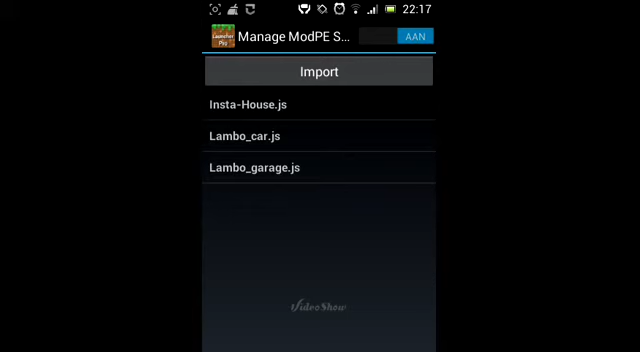 22:17
Launcher
Pro
Manage ModPE S...
AAN
Import
Insta-House.js
Lambo_car.js
Lambo_garage.js
VideoShow